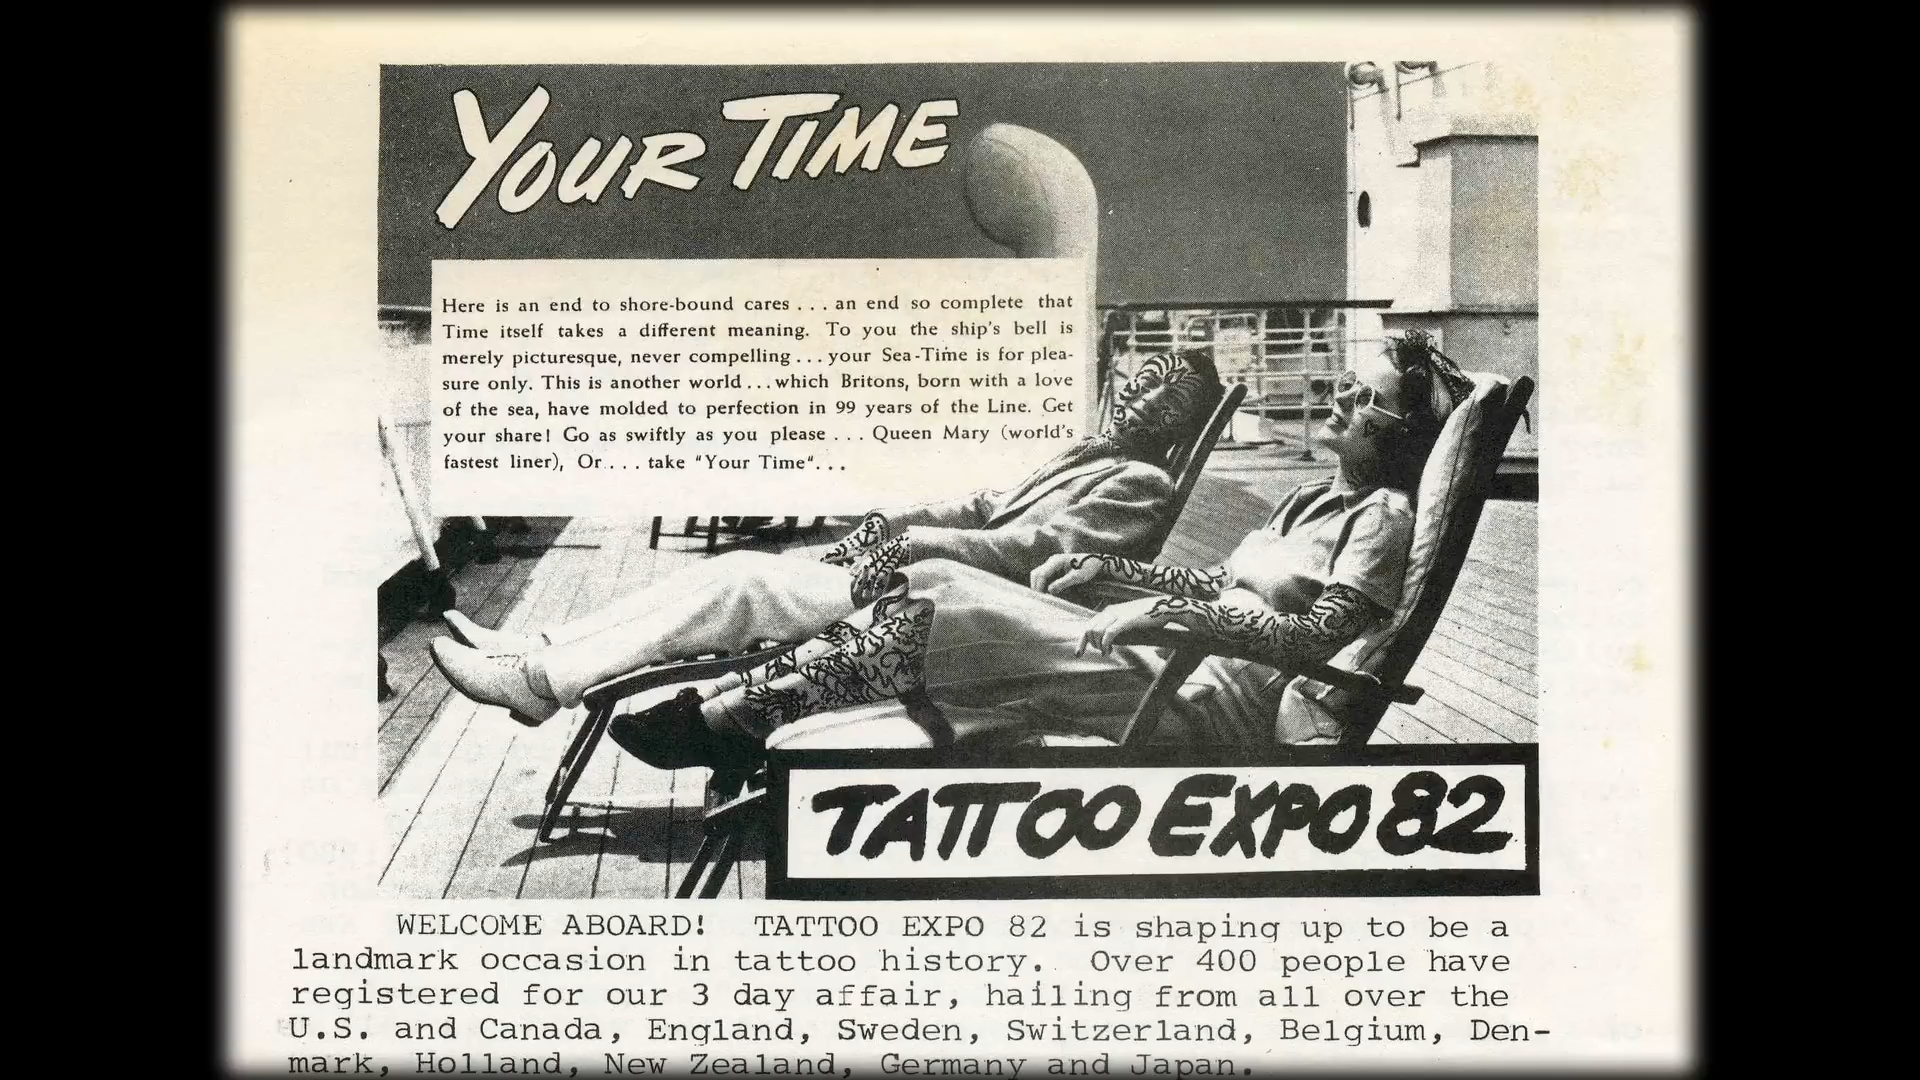 YOUR TIME
Here is an end to shore-bound cares . . . an end so complete that
Time itself takes a different meaning. To you the ship's bell is
merely picturesque, never compelling . . . your Sea-Time is for plea-
sure only. This is another world . . . which Britons, born with a love
of the sea, have molded to perfection in 99 years of the Line. Get
your share! Go as swiftly as you please . . . Queen Mary (world's
fastest liner), Or . . . . take "Your Time". . .
TATTOO EXPO 82
WELCOME ABOARD! TATTOO EXPO 82 is shaping up to be a
landmark occasion in tattoo history. Over 400 people have
registered for our 3 day affair, hailing from all over the
U.S. and Canada, England, Sweden, Switzerland, Belgium, Den-
mark, Holland, New Zealand, Germany and Japan.